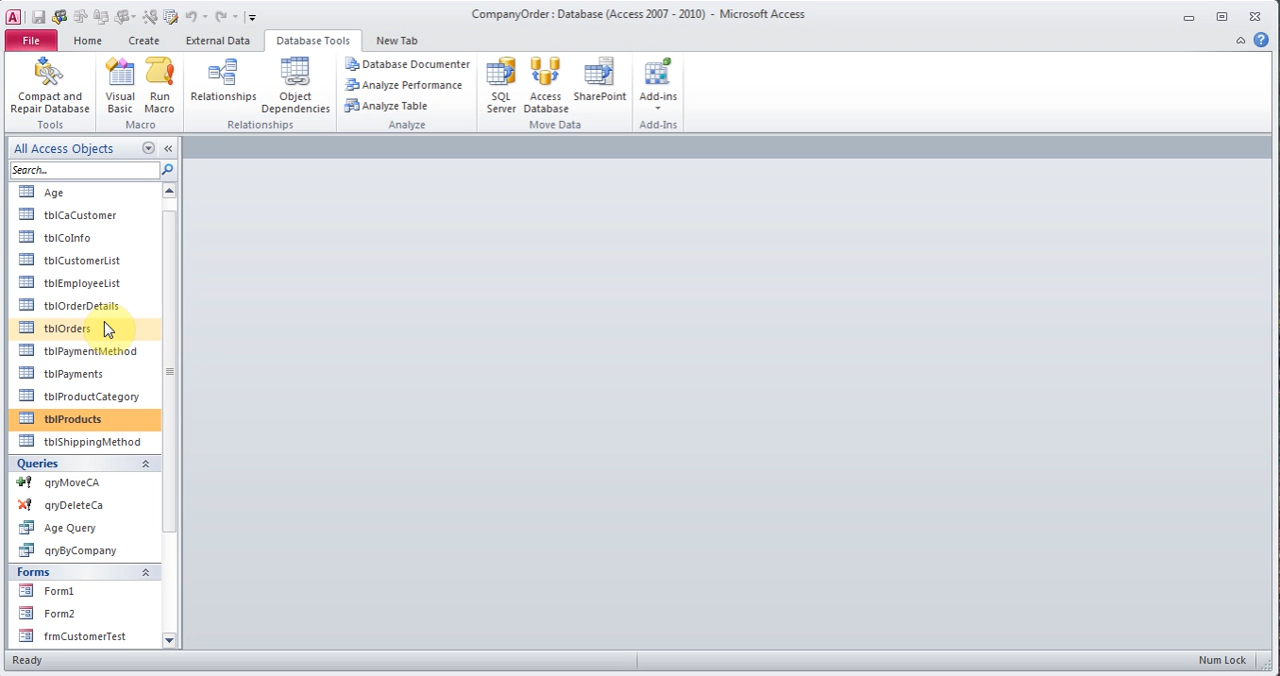 CompanyOrder : Database (Access 2007 - 2010) - Microsoft Access
File Home Create External Data Database Tools New Tab
Compact and Repair Database
Visual Basic
Run Macro
Relationships
Object Dependencies
Database Documenter
Analyze Performance
Analyze Table
SQL Server
Access Database
SharePoint
Add-ins
Tools Macro Relationships Analyze Move Data Add-Ins
All Access Objects
Search...
Age
tblCaCustomer
tblCoInfo
tblCustomerList
tblEmployeeList
tblOrderDetails
tblOrders
tblPaymentMethod
tblPayments
tblProductCategory
tblProducts
tblShippingMethod
Queries
qryMoveCA
qryDeleteCa
Age Query
qryByCompany
Forms
Form1
Form2
frmCustomerTest
Ready Num Lock